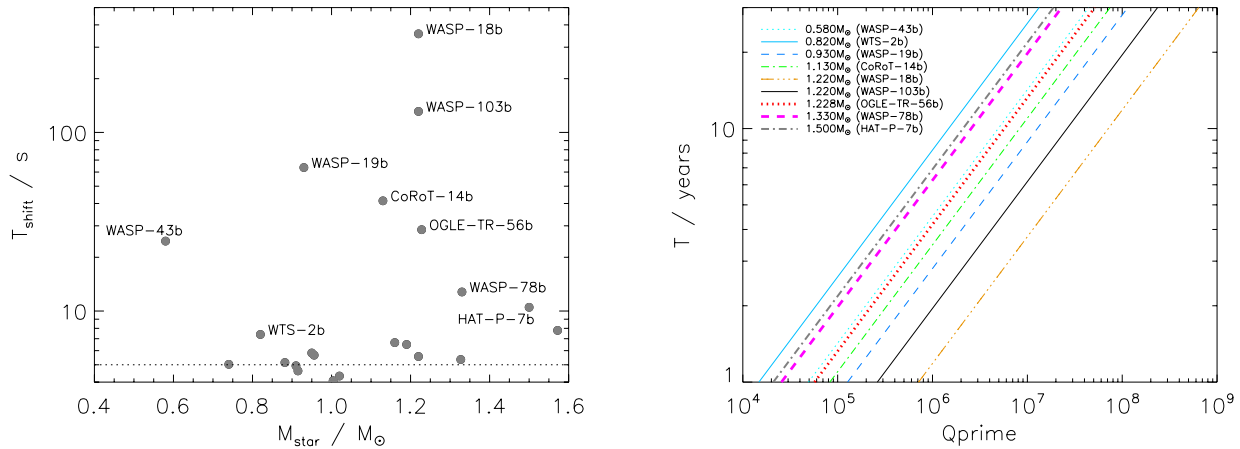 WASP-18b
100
WASP-103b
WASP-19b
CoRoT-14b
OGLE-TR-56b
WASP-43b
WASP-78b
HAT-P-7b
WTS-2b
10
T_shift / s
0.4 0.6 0.8 1.0 1.2 1.4 1.6
M_star / M_⊙
0.580M_⊙ (WASP-43b)
0.820M_⊙ (WTS-2b)
0.930M_⊙ (WASP-19b)
1.130M_⊙ (CoRoT-14b)
1.220M_⊙ (WASP-18b)
1.220M_⊙ (WASP-103b)
1.228M_⊙ (OGLE-TR-56b)
1.330M_⊙ (WASP-78b)
1.500M_⊙ (HAT-P-7b)
10
1
T / years
10^4 10^5 10^6 10^7 10^8 10^9
Qprime